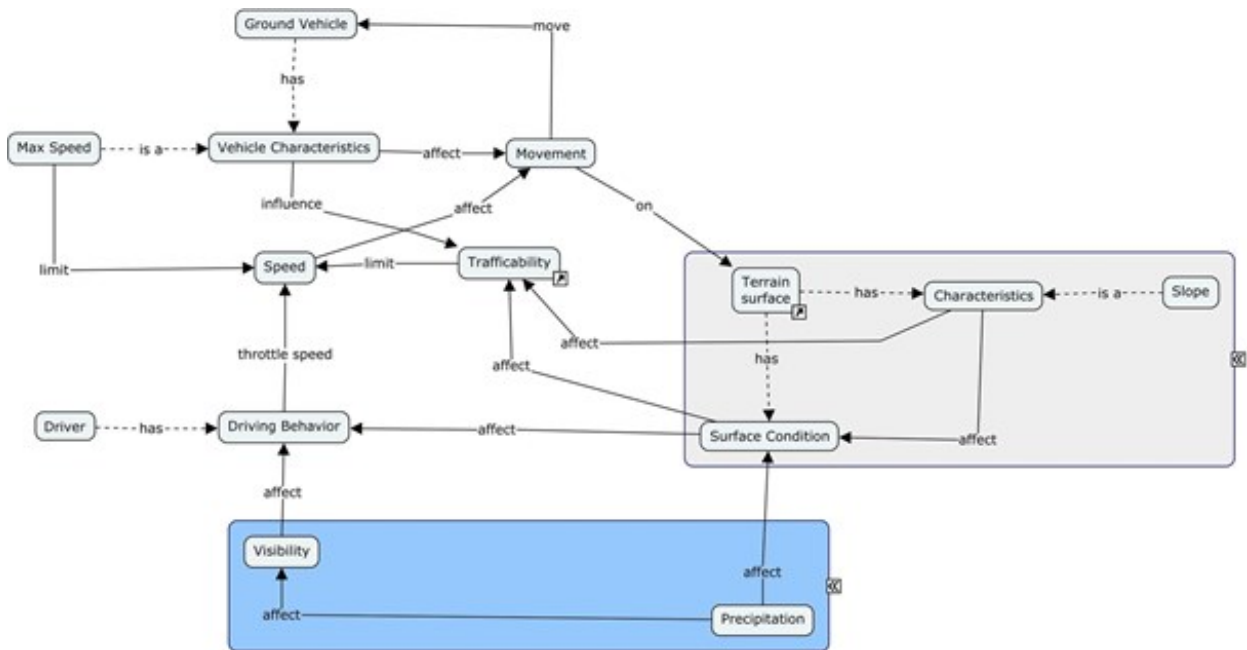 Ground Vehicle
move
has
Max Speed
is a
Vehicle Characteristics
affect
Movement
influence
affect
on
limit
Speed
limit
Trafficability
Terrain
surface
has
Characteristics
is a
Slope
throttle speed
affect
affect
has
Driver
has
Driving Behavior
affect
Surface Condition
affect
affect
Visibility
affect
affect
Precipitation